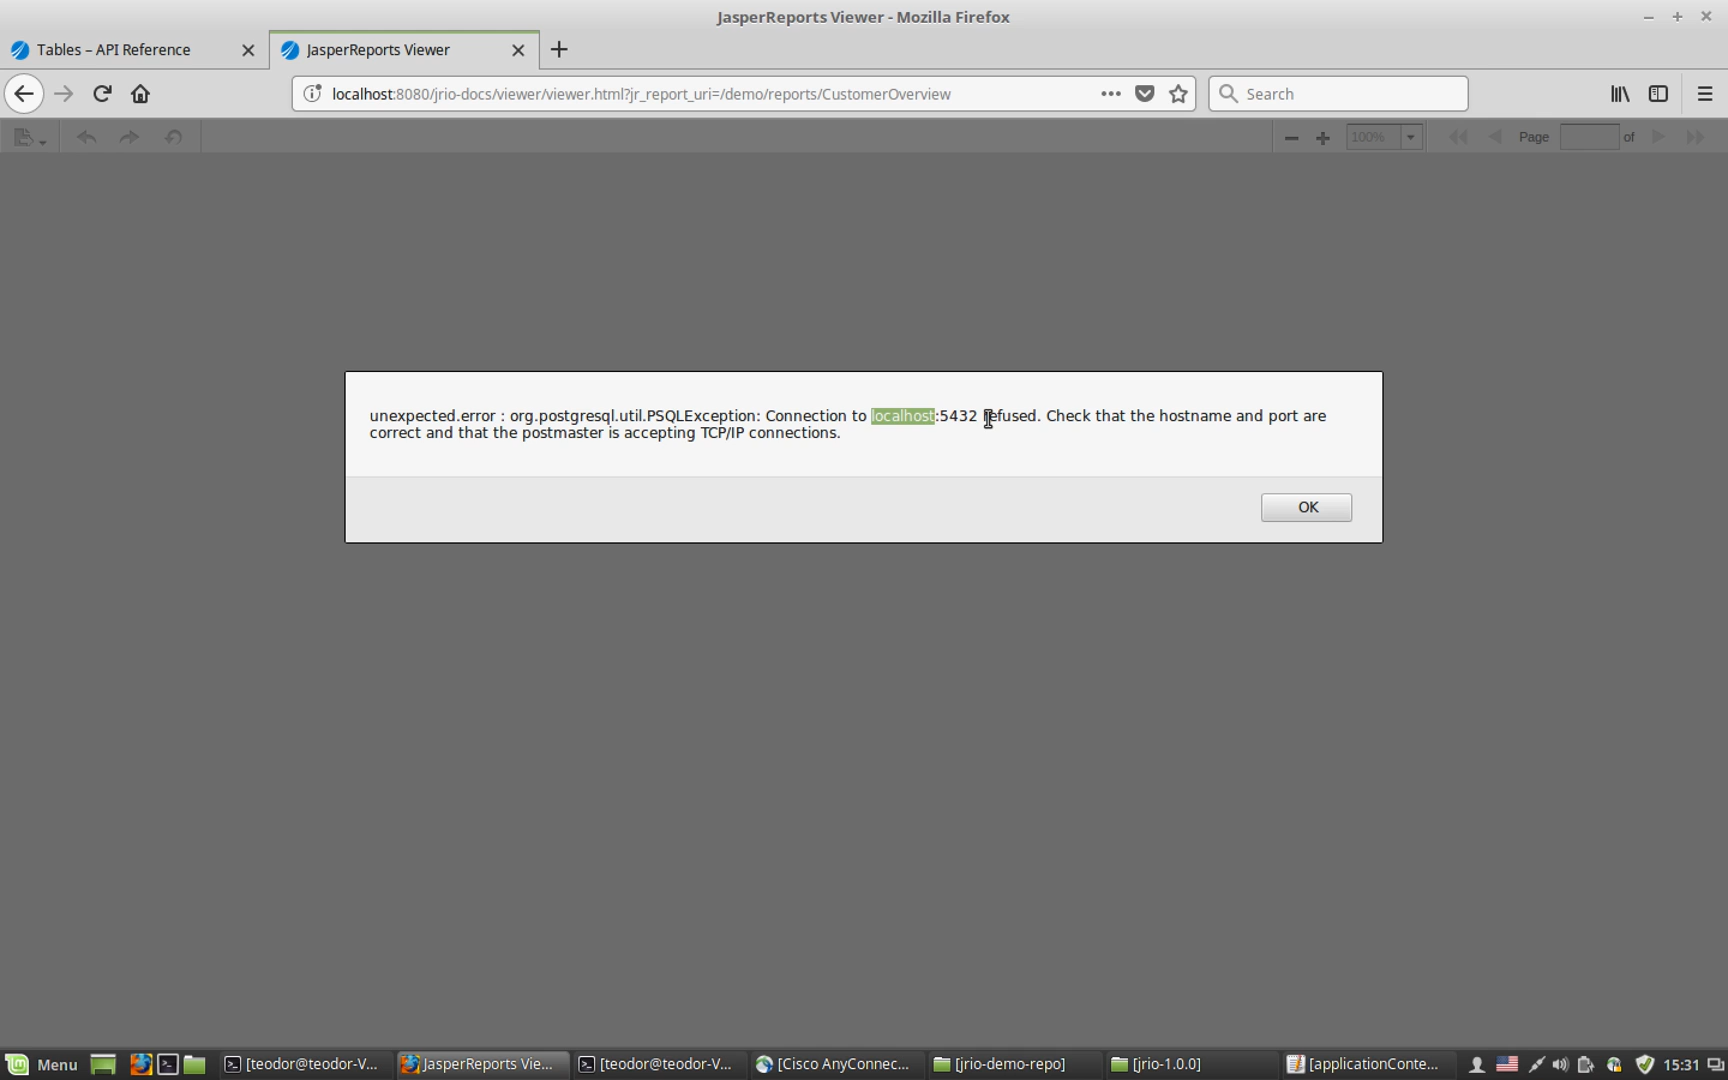 JasperReports Viewer - Mozilla Firefox
Tables – API Reference
JasperReports Viewer
localhost:8080/jrio-docs/viewer/viewer.html?jr_report_uri=/demo/reports/CustomerOverview
Search
100%
Page
of
unexpected.error : org.postgresql.util.PSQLException: Connection to localhost:5432 refused. Check that the hostname and port are
correct and that the postmaster is accepting TCP/IP connections.
OK
Menu
[teodor@teodor-V...
JasperReports Vie...
[teodor@teodor-V...
[Cisco AnyConnec...
[jrio-demo-repo]
[jrio-1.0.0]
[applicationConte...
15:31